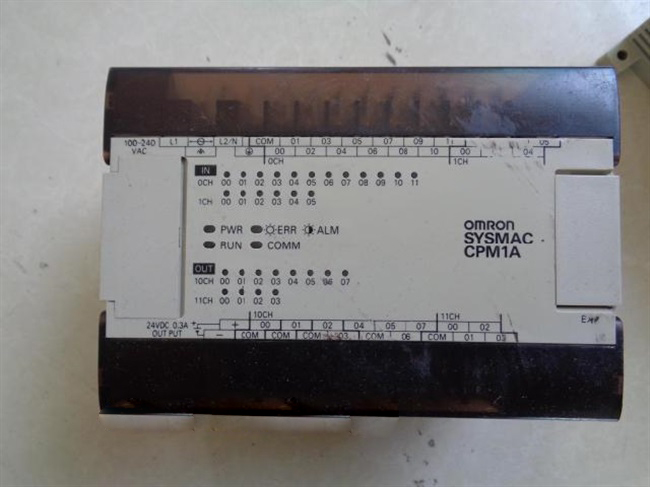 100-240 L1 L2/N COM 01 03 05 07 09 05
VAC 00 02 04 06 08 10 00 04
0CH 1CH
IN
0CH 00 01 02 03 04 05 06 07 08 09 10 11
1CH 00 01 02 03 04 05
PWR ERR ALM
RUN COMM
omron
SYSMAC
CPM1A
OUT
10CH 00 01 02 03 04 05 06 07
11CH 00 01 02 03
10CH 11CH
24VDC 0.3A + 00 01 02 04 05 07 00 02
OUTPUT − COM COM COM 03 COM 06 COM 01 03